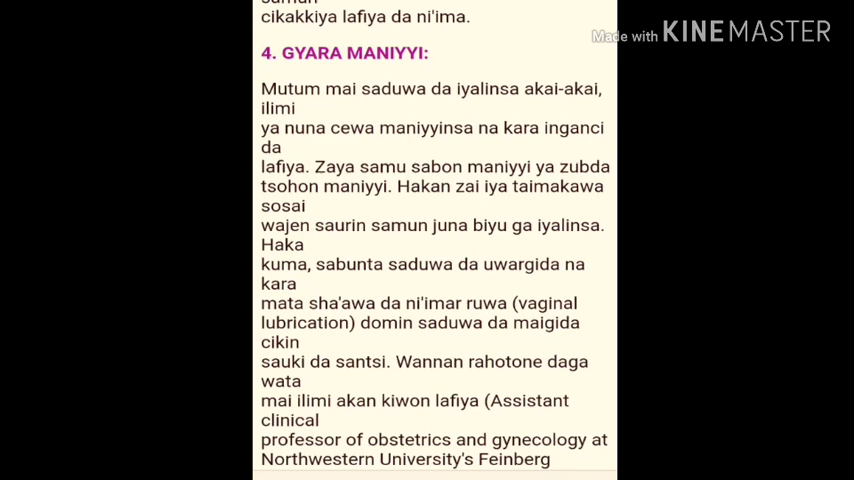 samun
cikakkiya lafiya da ni'ima.
Made with KINEMASTER
4. GYARA MANIYYI:
Mutum mai saduwa da iyalinsa akai-akai,
ilimi
ya nuna cewa maniyyinsa na kara inganci
da
lafiya. Zaya samu sabon maniyyi ya zubda
tsohon maniyyi. Hakan zai iya taimakawa
sosai
wajen saurin samun juna biyu ga iyalinsa.
Haka
kuma, sabunta saduwa da uwargida na
kara
mata sha'awa da ni'imar ruwa (vaginal
lubrication) domin saduwa da maigida
cikin
sauki da santsi. Wannan rahotone daga
wata
mai ilimi akan kiwon lafiya (Assistant
clinical
professor of obstetrics and gynecology at
Northwestern University's Feinberg